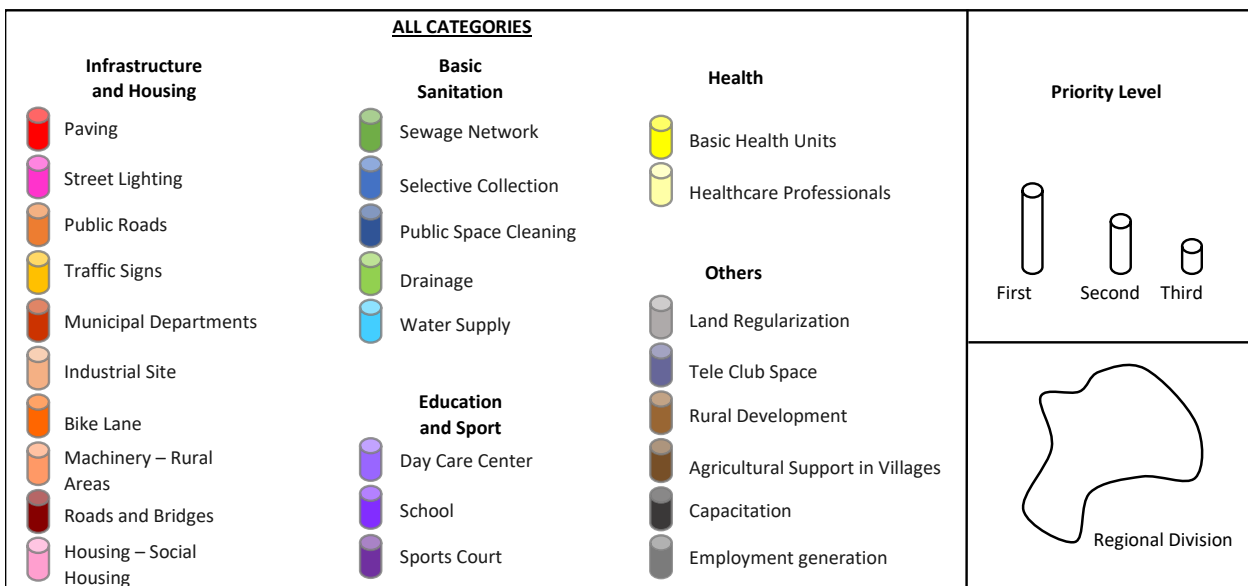 ALL CATEGORIES
Infrastructure
and Housing
Paving
Street Lighting
Public Roads
Traffic Signs
Municipal Departments
Industrial Site
Bike Lane
Machinery – Rural
Areas
Roads and Bridges
Housing – Social
Housing
Basic
Sanitation
Sewage Network
Selective Collection
Public Space Cleaning
Drainage
Water Supply
Education
and Sport
Day Care Center
School
Sports Court
Health
Basic Health Units
Healthcare Professionals
Others
Land Regularization
Tele Club Space
Rural Development
Agricultural Support in Villages
Capacitation
Employment generation
Priority Level
First Second Third
Regional Division